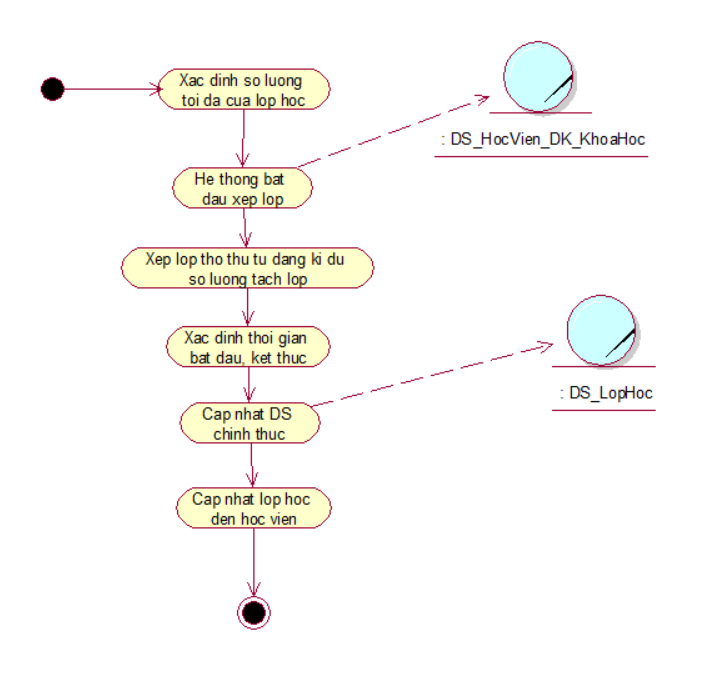 Xac dinh so luong
toi da cua lop hoc
: DS_HocVien_DK_KhoaHoc
He thong bat
dau xep lop
Xep lop tho thu tu dang ki du
so luong tach lop
Xac dinh thoi gian
bat dau, ket thuc
: DS_LopHoc
Cap nhat DS
chinh thuc
Cap nhat lop hoc
den hoc vien